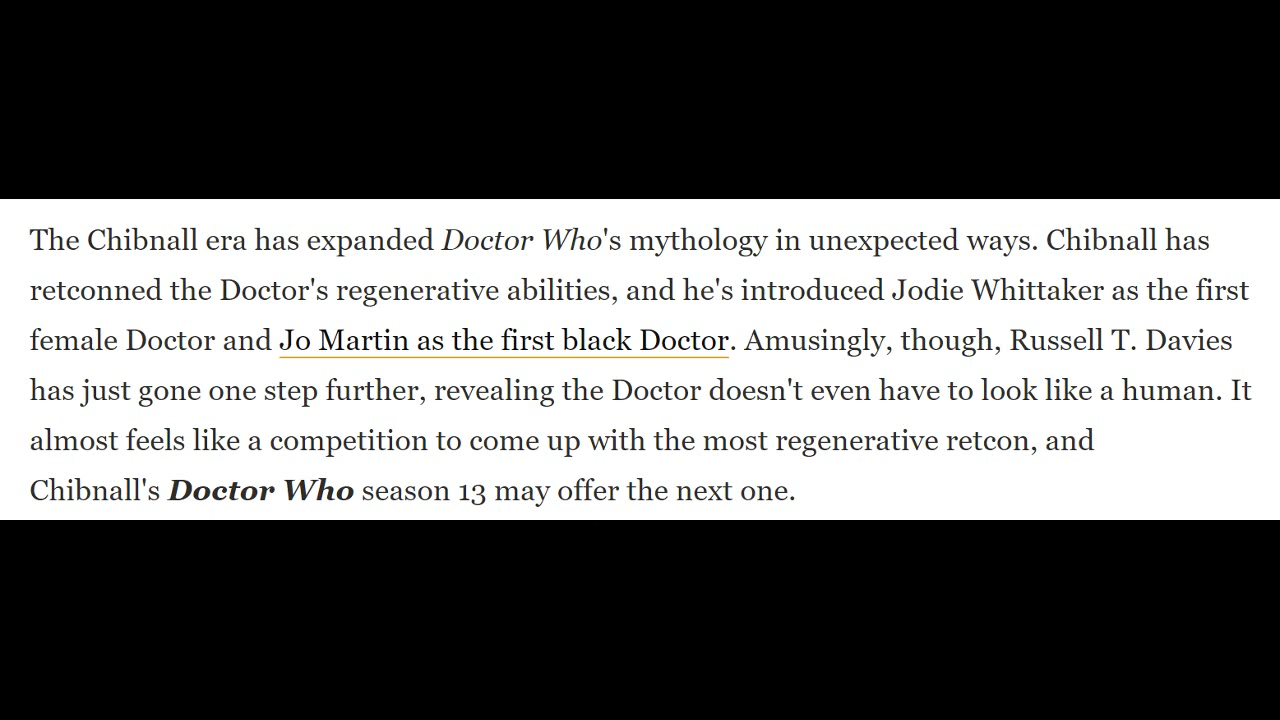 The Chibnall era has expanded Doctor Who's mythology in unexpected ways. Chibnall has
retconned the Doctor's regenerative abilities, and he's introduced Jodie Whittaker as the first
female Doctor and Jo Martin as the first black Doctor. Amusingly, though, Russell T. Davies
has just gone one step further, revealing the Doctor doesn't even have to look like a human. It
almost feels like a competition to come up with the most regenerative retcon, and
Chibnall's Doctor Who season 13 may offer the next one.